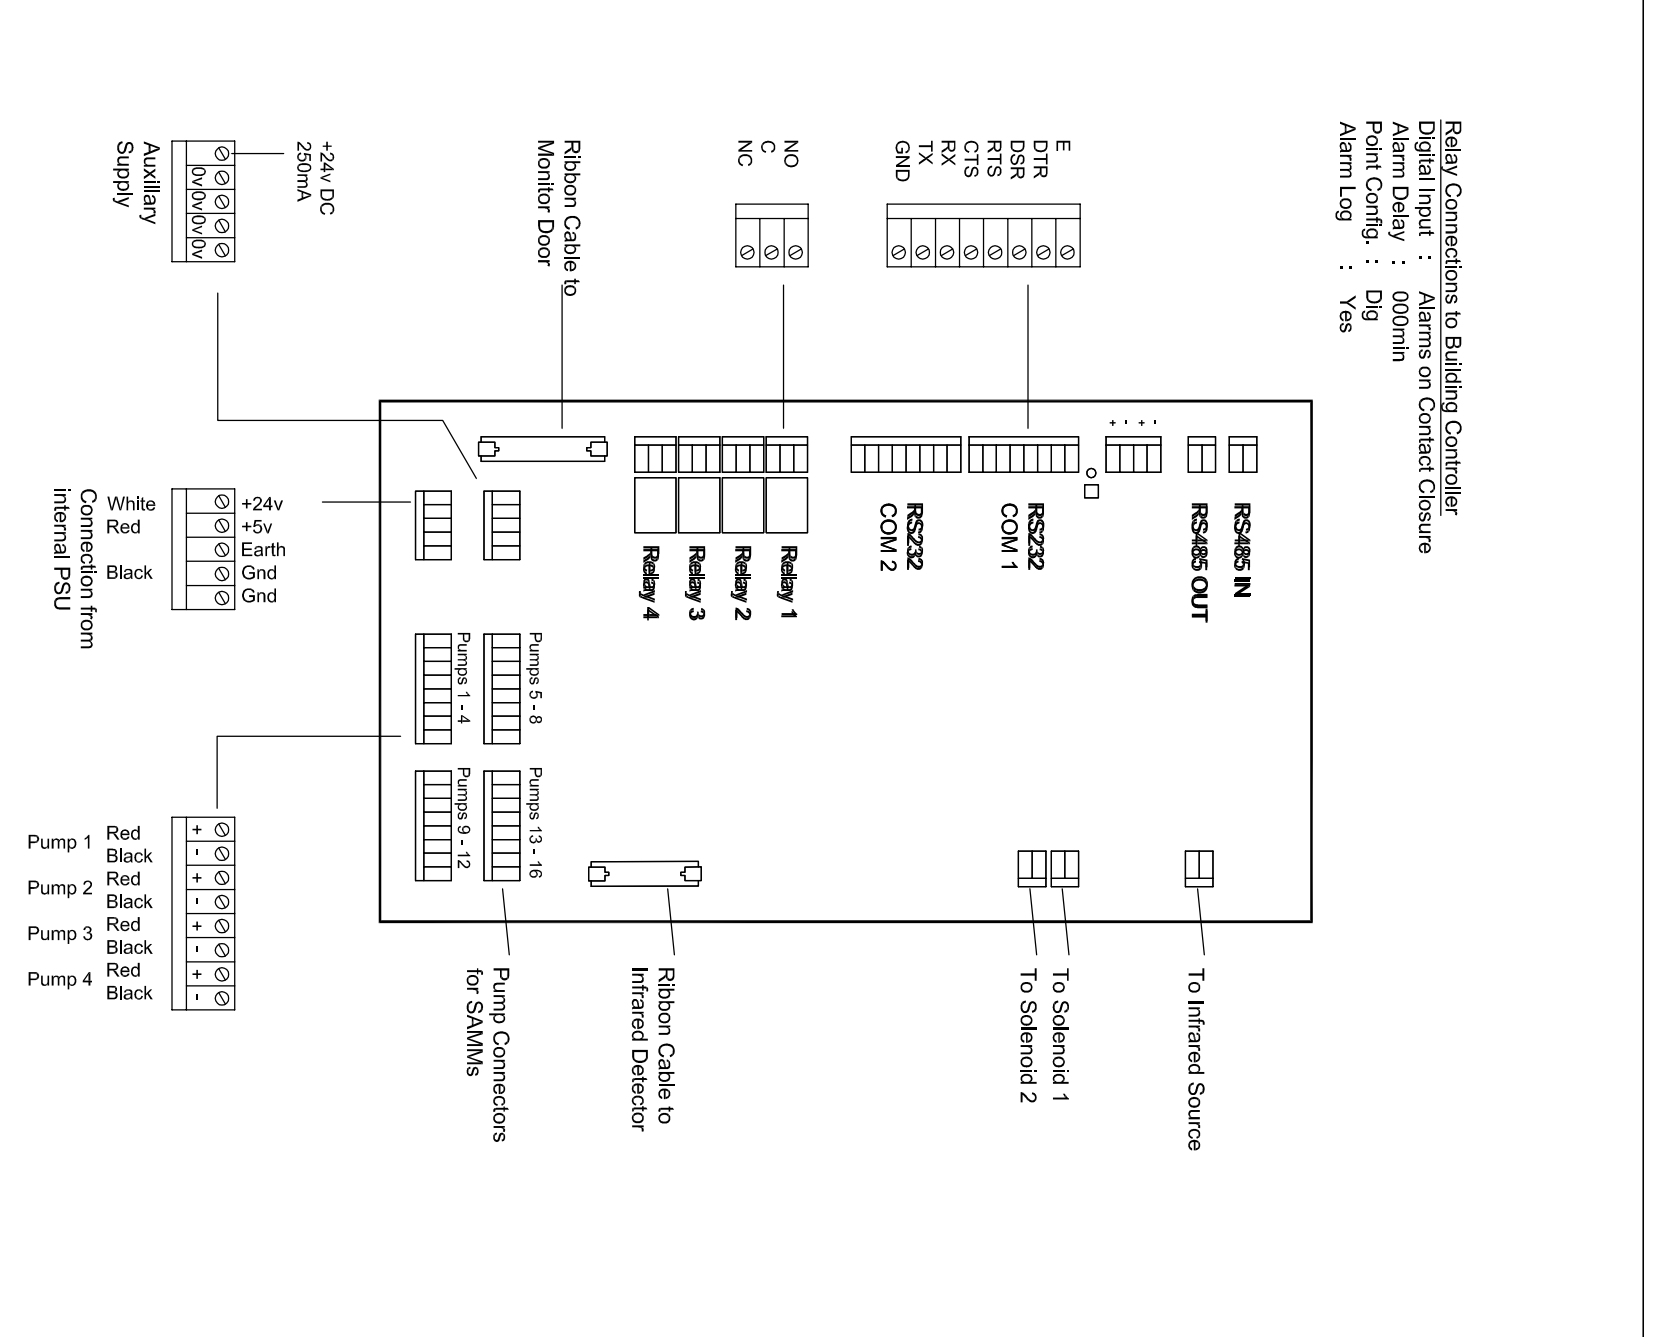 Relay Connections to Building Controller
Digital Input : Alarms on Contact Closure
Alarm Delay : 000min
Point Config. : Dig
Alarm Log : Yes
E
DTR
DSR
RTS
CTS
RX
TX
GND
NO
C
NC
Ribbon Cable to
Monitor Door
+24v DC
250mA
0v
0v
0v
0v
Auxillary
Supply
+ - + -
RS485 IN
RS485 OUT
RS232
COM 1
RS232
COM 2
Relay 1
Relay 2
Relay 3
Relay 4
White +24v
Red +5v
Earth
Black Gnd
Gnd
Connection from
internal PSU
Pumps 5 - 8
Pumps 1 - 4
Pumps 13 - 16
Pumps 9 - 12
Pump 1
Red +
Black -
Pump 2
Red +
Black -
Pump 3
Red +
Black -
Pump 4
Red +
Black -
To Infrared Source
To Solenoid 1
To Solenoid 2
Ribbon Cable to
Infrared Detector
Pump Connectors
for SAMMs